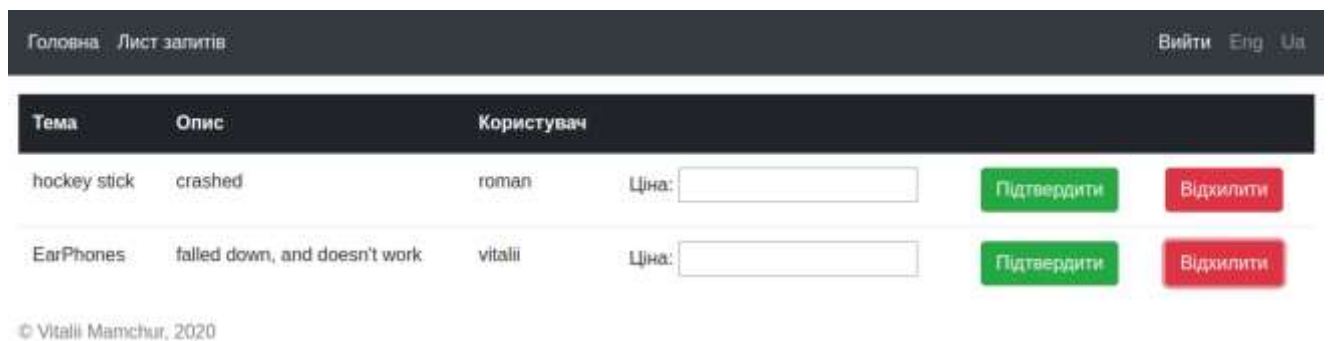 Головна Лист запитів Вийти Eng Ua
Тема Опис Користувач
hockey stick crashed roman Ціна: Підтвердити Відхилити
EarPhones falled down, and doesn't work vitalii Ціна: Підтвердити Відхилити
© Vitalii Mamchur, 2020